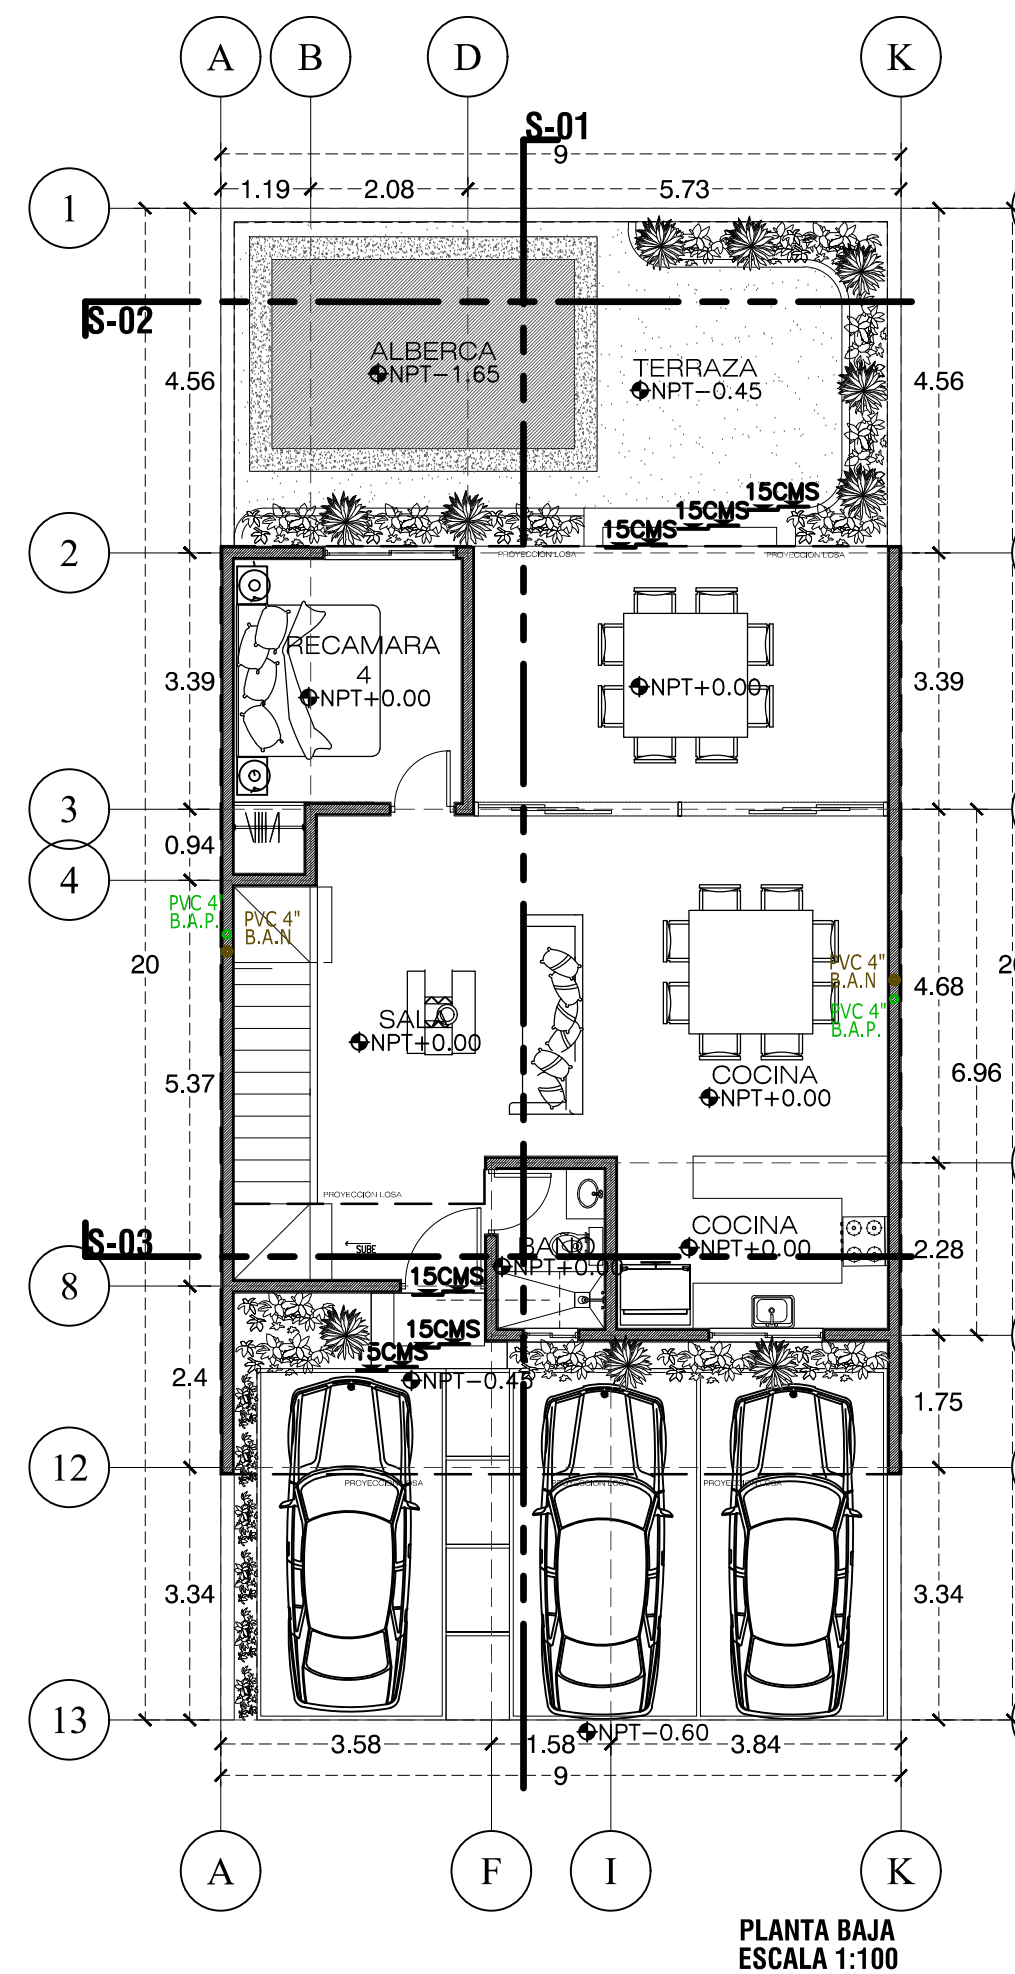 A
B
D
K
S-01
9
1.19
2.08
5.73
1
S-02
ALBERCA
NPT-1.65
TERRAZA
NPT-0.45
4.56
4.56
15CMS
15CMS
15CMS
2
PROYECCION LOSA
PROYECCION LOSA
RECAMARA
4
NPT+0.00
NPT+0.00
3.39
3.39
3
0.94
4
PVC 4"
B.A.P.
PVC 4"
B.A.N
20
PVC 4"
B.A.N
4.68
PVC 4"
B.A.P.
SALA
NPT+0.00
COCINA
NPT+0.00
5.37
6.96
PROYECCION LOSA
S-03
SUBE
BAÑO
NPT+0.00
COCINA
NPT+0.00
2.28
8
15CMS
15CMS
15CMS
NPT-0.45
2.4
1.75
12
PROYECCION LOSA
PROYECCION LOSA
PROYECCION LOSA
3.34
3.34
13
NPT-0.60
3.58
1.58
3.84
9
A
F
I
K
PLANTA BAJA
ESCALA 1:100